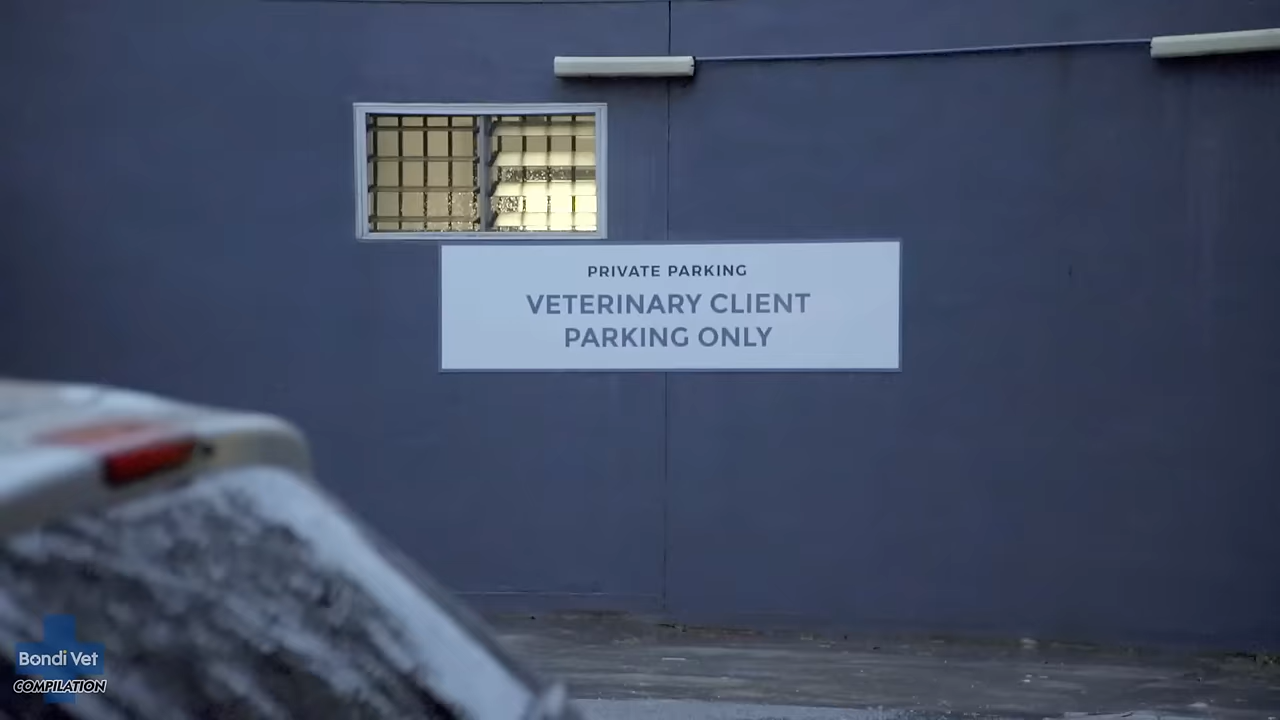 PRIVATE PARKING
VETERINARY CLIENT
PARKING ONLY
Bondi Vet
COMPILATION